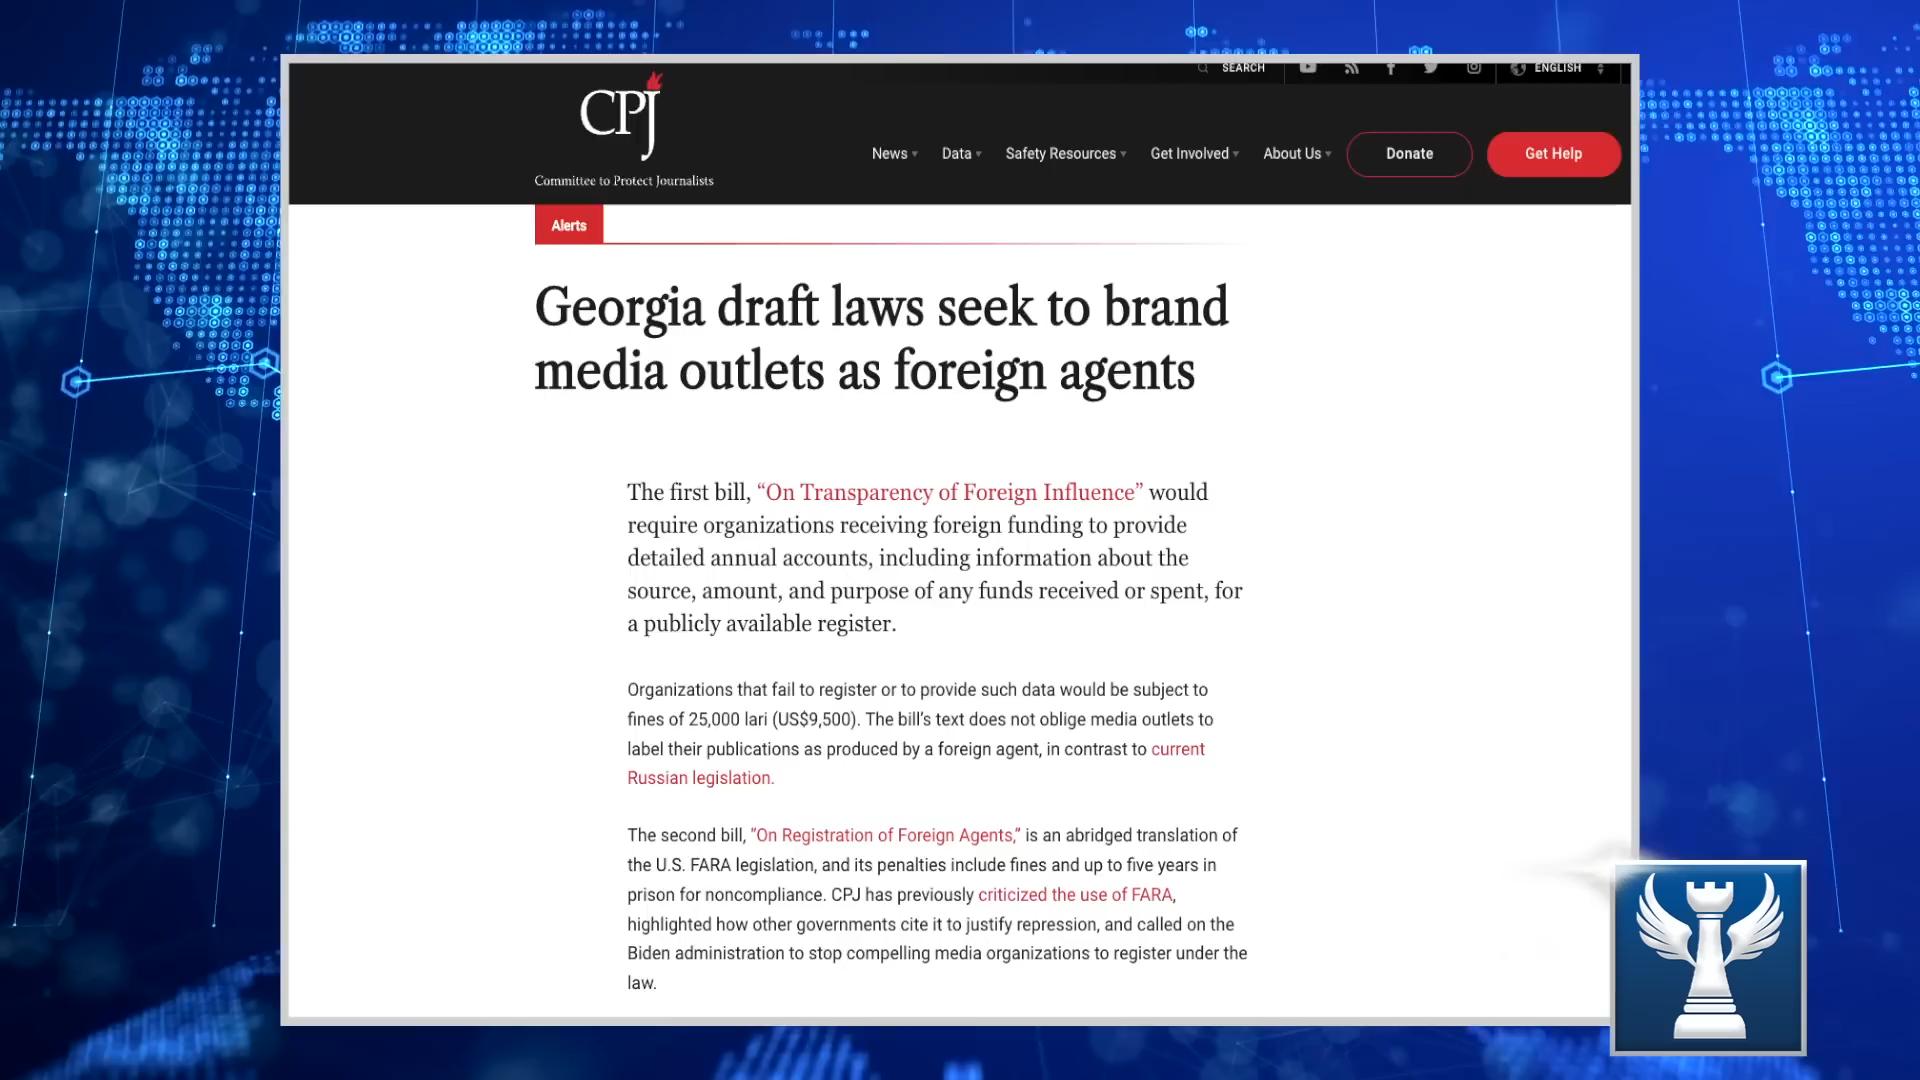 SEARCH
ENGLISH
CPJ
Committee to Protect Journalists
News
Data
Safety Resources
Get Involved
About Us
Donate
Get Help
Alerts
Georgia draft laws seek to brand
media outlets as foreign agents
The first bill, “On Transparency of Foreign Influence” would
require organizations receiving foreign funding to provide
detailed annual accounts, including information about the
source, amount, and purpose of any funds received or spent, for
a publicly available register.
Organizations that fail to register or to provide such data would be subject to
fines of 25,000 lari (US$9,500). The bill’s text does not oblige media outlets to
label their publications as produced by a foreign agent, in contrast to current
Russian legislation.
The second bill, “On Registration of Foreign Agents,” is an abridged translation of
the U.S. FARA legislation, and its penalties include fines and up to five years in
prison for noncompliance. CPJ has previously criticized the use of FARA,
highlighted how other governments cite it to justify repression, and called on the
Biden administration to stop compelling media organizations to register under the
law.